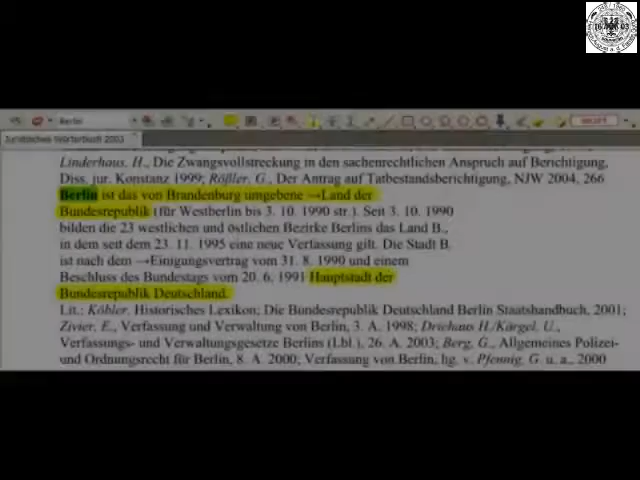 Berlin
Juristisches Wörterbuch 2003
Linderhaus, H., Die Zwangsvollstreckung in den sachenrechtlichen Anspruch auf Berichtigung,
Diss. jur. Konstanz 1999; Rößler, G., Der Antrag auf Tatbestandsberichtigung, NJW 2004, 266
Berlin ist das von Brandenburg umgebene →Land der
Bundesrepublik (für Westberlin bis 3. 10. 1990 str.). Seit 3. 10. 1990
bilden die 23 westlichen und östlichen Bezirke Berlins das Land B.,
in dem seit dem 23. 11. 1995 eine neue Verfassung gilt. Die Stadt B.
ist nach dem →Einigungsvertrag vom 31. 8. 1990 und einem
Beschluss des Bundestags vom 20. 6. 1991 Hauptstadt der
Bundesrepublik Deutschland.
Lit.: Köbler, Historisches Lexikon; Die Bundesrepublik Deutschland Berlin Staatshandbuch, 2001;
Zivier, E., Verfassung und Verwaltung von Berlin, 3. A. 1998; Driehaus H./Kärgel, U.,
Verfassungs- und Verwaltungsgesetze Berlins (Lbl.), 26. A. 2003; Berg, G., Allgemeines Polizei-
und Ordnungsrecht für Berlin, 8. A. 2000; Verfassung von Berlin, hg. v. Pfennig, G. u. a., 2000